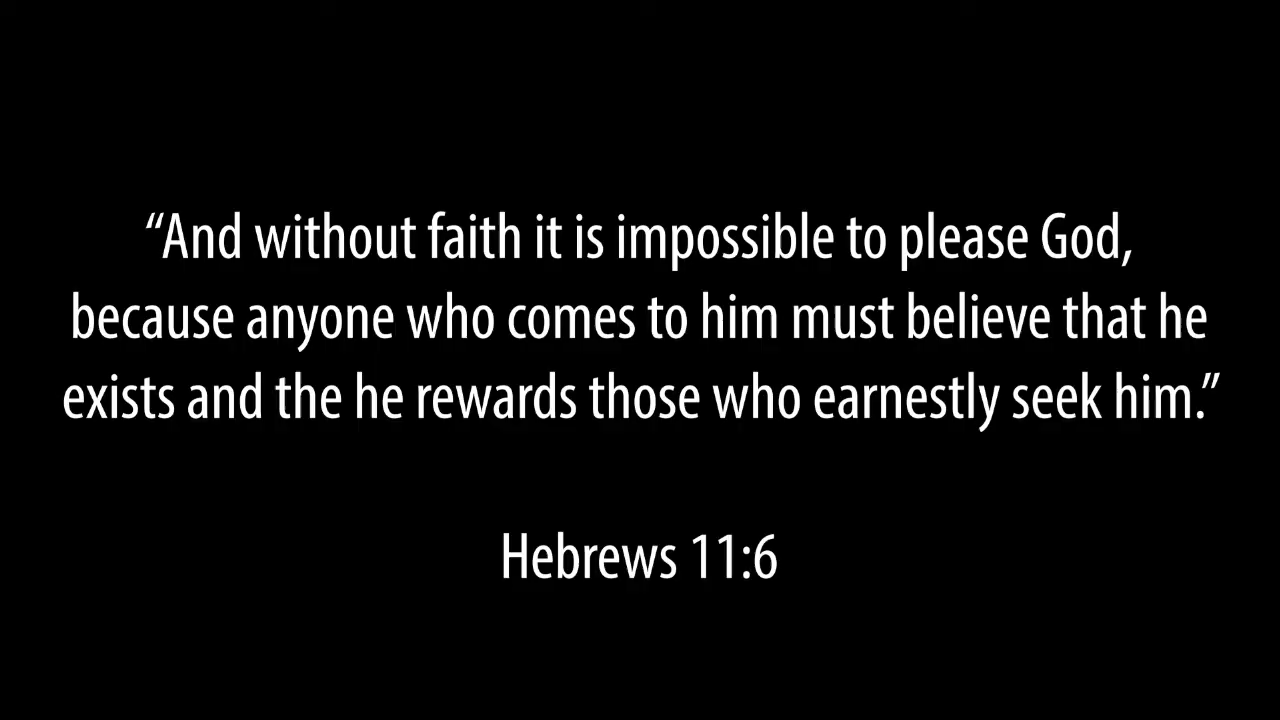 “And without faith it is impossible to please God,
because anyone who comes to him must believe that he
exists and the he rewards those who earnestly seek him.”
Hebrews 11:6